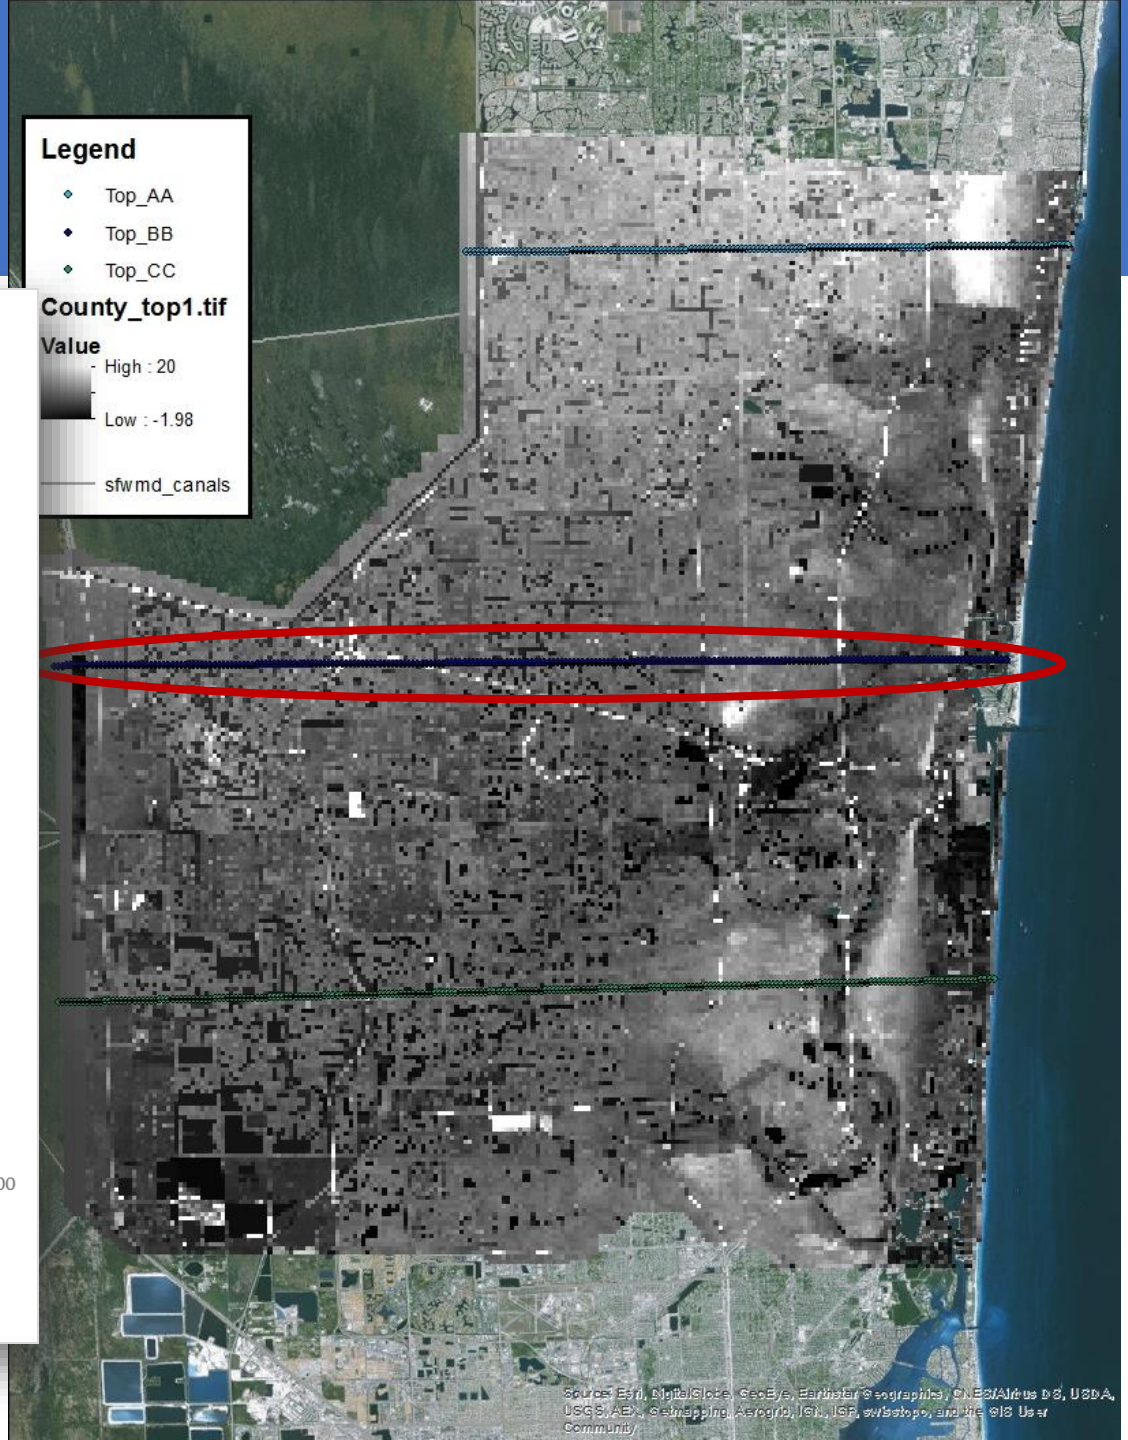 Legend
Top_AA
Top_BB
Top_CC
County_top1.tif
Value
High : 20
Low : -1.98
sfwmd_canals
00
Source: Esri, DigitalGlobe, GeoEye, Earthstar Geographics, CNES/Airbus DS, USDA,
USGS, AEX, Getmapping, Aerogrid, IGN, IGP, swisstopo, and the GIS User
Community